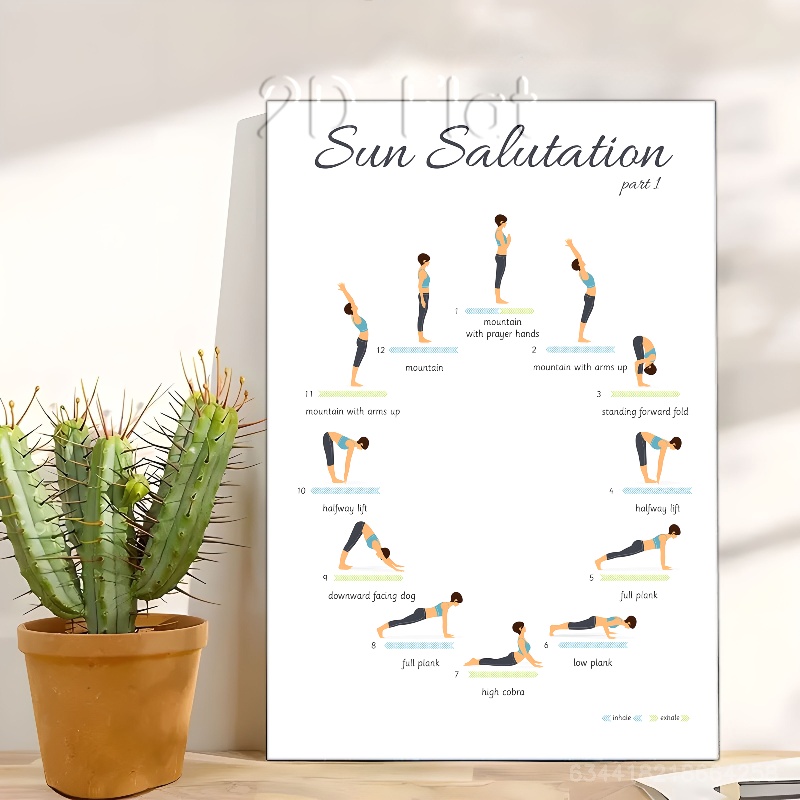 2D Flat
Sun Salutation
part 1
1
mountain
with prayer hands
2
mountain with arms up
3
standing forward fold
4
halfway lift
5
full plank
6
low plank
7
high cobra
8
full plank
9
downward facing dog
10
halfway lift
11
mountain with arms up
12
mountain
inhale
exhale